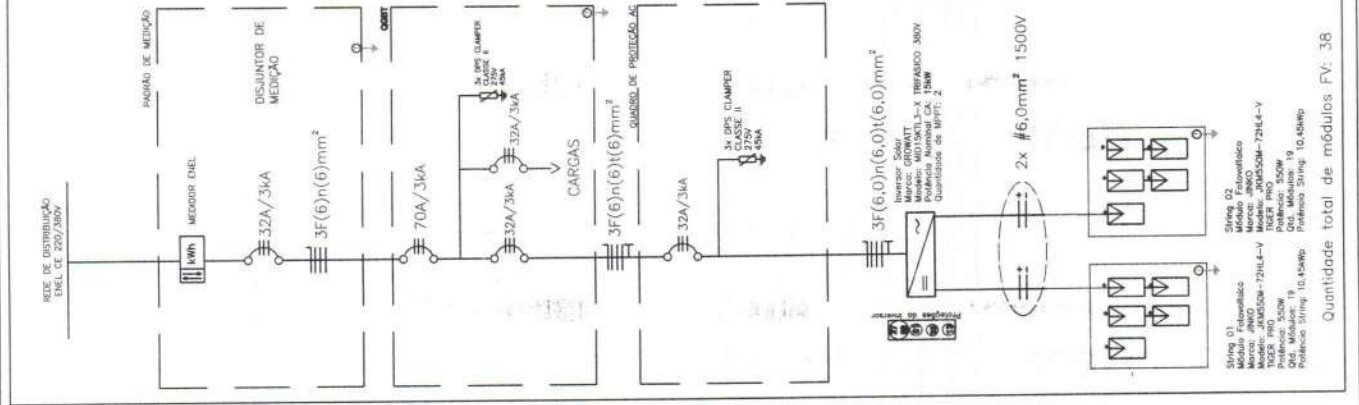 REDE DE DISTRIBUIÇÃO
ENEL CE 220/380V
PADRÃO DE MEDIÇÃO
MEDIDOR ENEL
kWh
DISJUNTOR DE
MEDIÇÃO
32A/3kA
3F(6)n(6)mm²
QGBT
70A/3kA
3x DPS CLAMPER
CLASSE II
275V
45kA
32A/3kA
CARGAS
32A/3kA
3F(6)n(6)t(6)mm²
QUADRO DE PROTEÇÃO AC
32A/3kA
3x DPS CLAMPER
CLASSE II
275V
45kA
3F(6,0)n(6,0)t(6,0)mm²
Inversor Solar
Marca: GROWATT
Modelo: MID15KTL3-X TRIFASICO 380V
Potência Nominal CA: 15kW
Quantidade de MPPT: 2
Proteções do Inversor
2x #6,0mm² 1500V
String 01
Módulo Fotovoltaico
Marca: JINKO
Modelo: JKM550M-72HL4-V
TIGER PRO
Potência: 550W
Qtd. Módulos: 19
Potência String: 10,45kWp
String 02
Módulo Fotovoltaico
Marca: JINKO
Modelo: JKM550M-72HL4-V
TIGER PRO
Potência: 550W
Qtd. Módulos: 19
Potência String: 10,45kWp
Quantidade total de módulos FV: 38